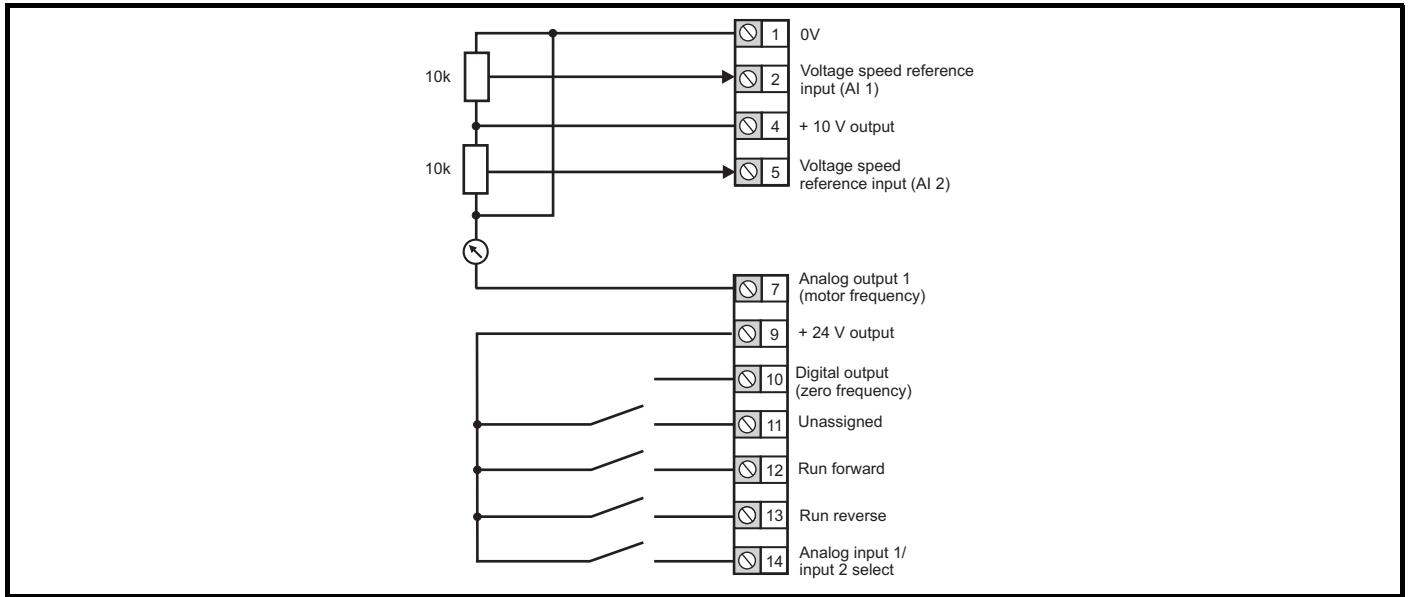 1 0V
10k
2 Voltage speed reference
input (AI 1)
4 + 10 V output
10k
5 Voltage speed
reference input (AI 2)
7 Analog output 1
(motor frequency)
9 + 24 V output
10 Digital output
(zero frequency)
11 Unassigned
12 Run forward
13 Run reverse
14 Analog input 1/
input 2 select